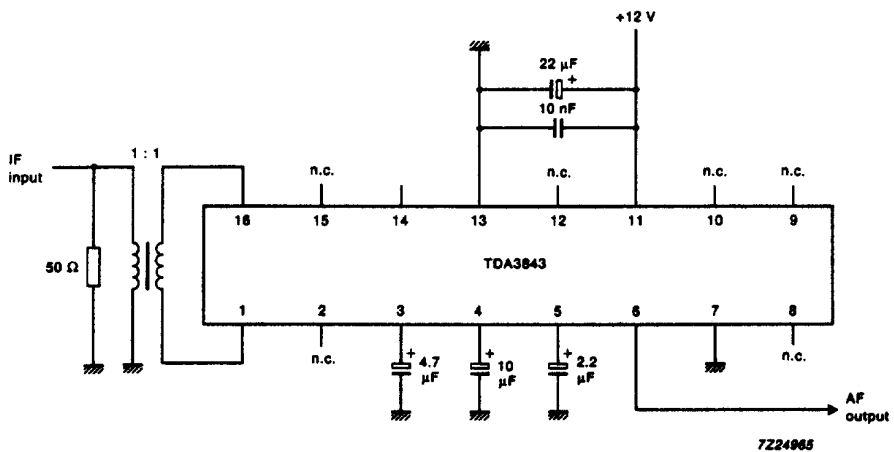 +12 V
22 µF
+
10 nF
IF
input
1 : 1
n.c.
n.c.
n.c.
n.c.
16
15
14
13
12
11
10
9
50 Ω
TDA3843
1
2
3
4
5
6
7
8
n.c.
+
4.7
µF
+
10
µF
+
2.2
µF
n.c.
AF
output
7Z24965